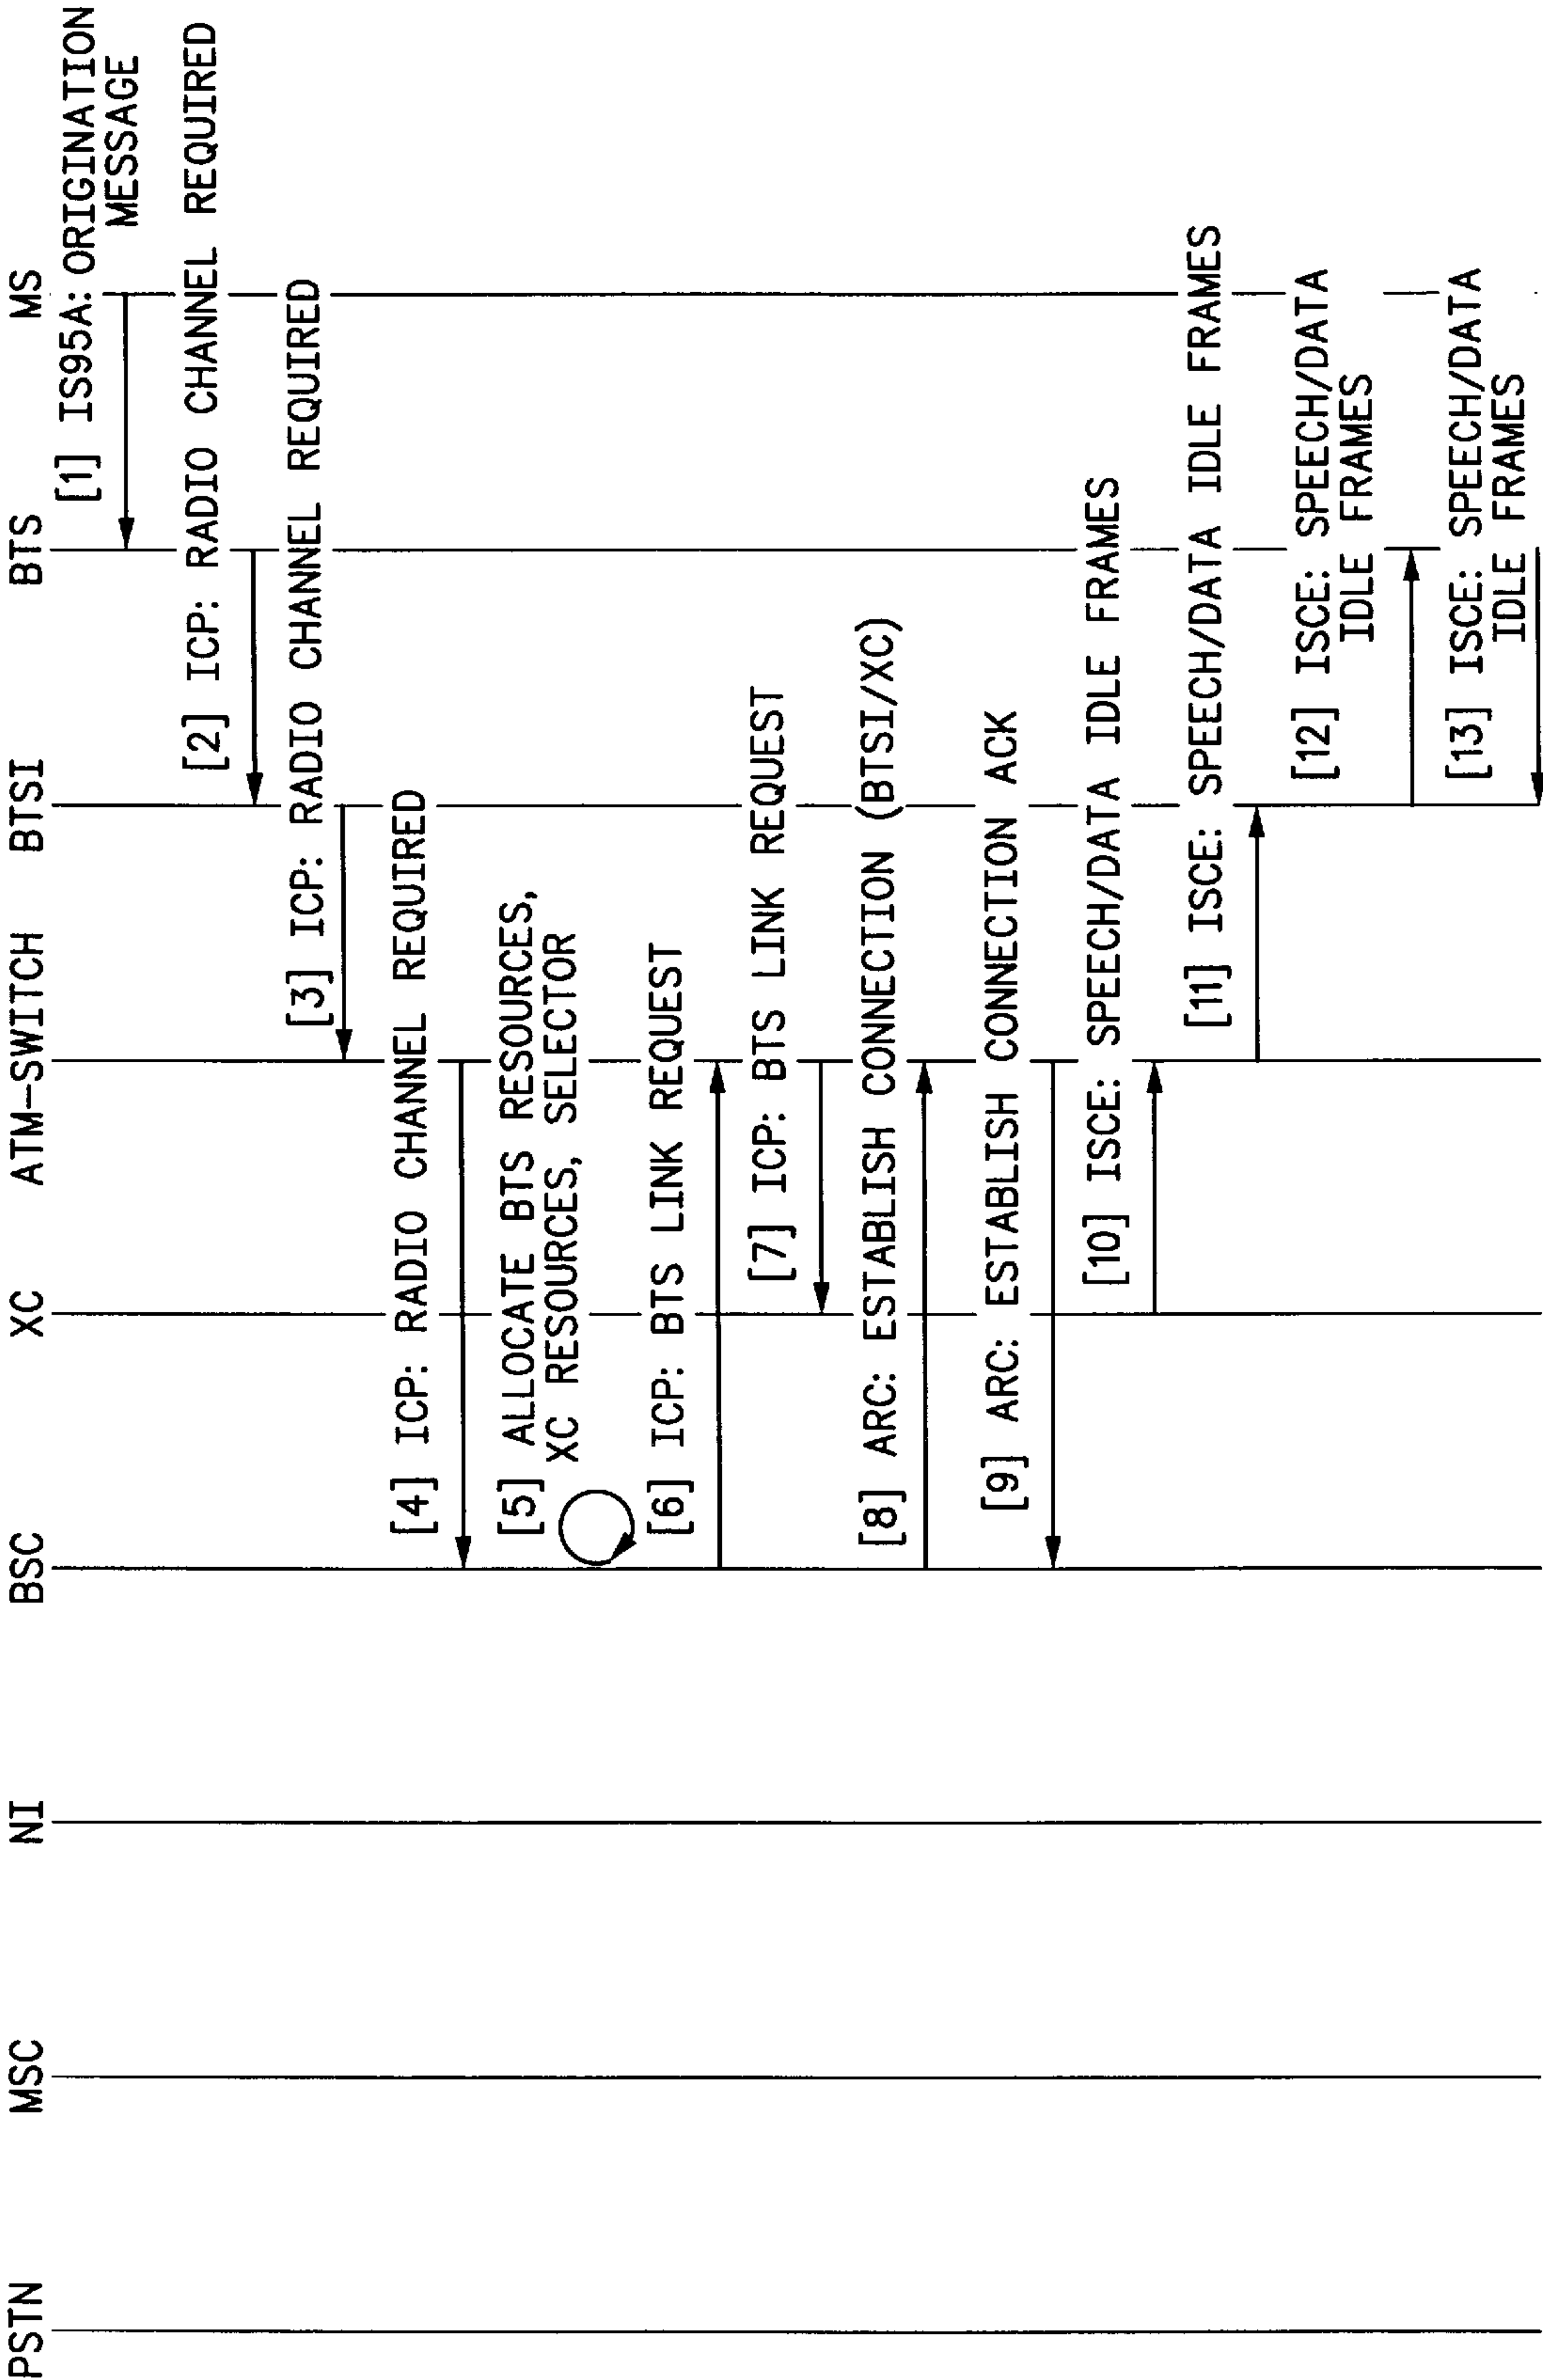 PSTN MSC NI BSC XC ATM-SWITCH BTSI BTS MS
[1] IS95A: ORIGINATION
MESSAGE
[2] ICP: RADIO CHANNEL REQUIRED
[3] ICP: RADIO CHANNEL REQUIRED
[4] ICP: RADIO CHANNEL REQUIRED
[5] ALLOCATE BTS RESOURCES,
XC RESOURCES, SELECTOR
[6] ICP: BTS LINK REQUEST
[7] ICP: BTS LINK REQUEST
[8] ARC: ESTABLISH CONNECTION (BTSI/XC)
[9] ARC: ESTABLISH CONNECTION ACK
[10] ISCE: SPEECH/DATA IDLE FRAMES
[11] ISCE: SPEECH/DATA IDLE FRAMES
[12] ISCE: SPEECH/DATA
IDLE FRAMES
[13] ISCE: SPEECH/DATA
IDLE FRAMES